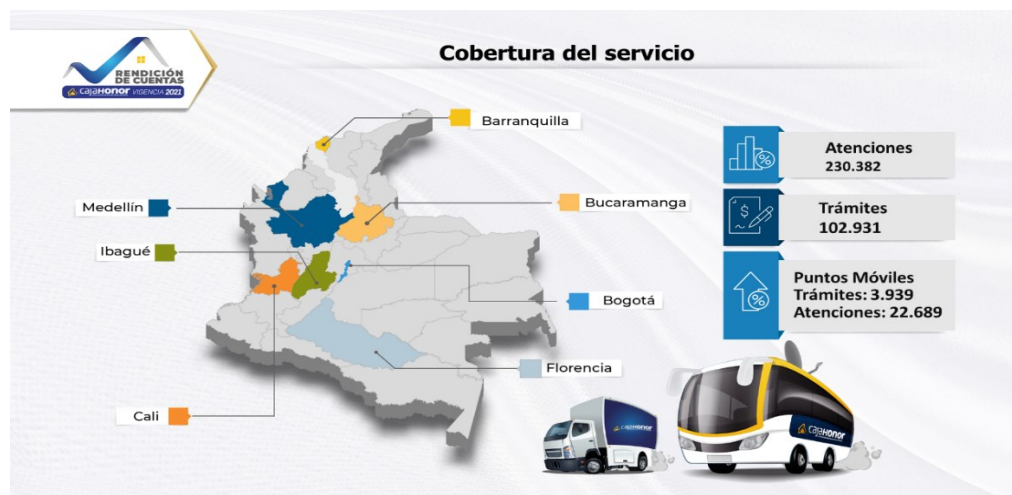 Cobertura del servicio
RENDICIÓN
DE CUENTAS
CAJAHONOR VIGENCIA 2021
Barranquilla
Medellín
Bucaramanga
Ibagué
Bogotá
Florencia
Cali
Atenciones
230.382
Trámites
102.931
Puntos Móviles
Trámites: 3.939
Atenciones: 22.689
CAJAHONOR
CAJAHONOR